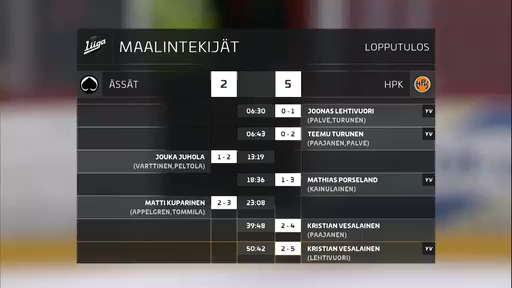 Liiga MAALINTEKIJÄT LOPPUTULOS
ÄSSÄT 2 5 HPK
06:30 0-1 JOONAS LEHTIVUORI YV
(PALVE,TURUNEN)
06:43 0-2 TEEMU TURUNEN YV
(PAAJANEN,PALVE)
JOUKA JUHOLA 1-2 13:19
(VARTTINEN,PELTOLA)
18:36 1-3 MATHIAS PORSELAND YV
(KAINULAINEN)
MATTI KUPARINEN 2-3 23:08
(APPELGREN,TOMMILA)
39:48 2-4 KRISTIAN VESALAINEN
(PAAJANEN)
50:42 2-5 KRISTIAN VESALAINEN YV
(LEHTIVUORI)